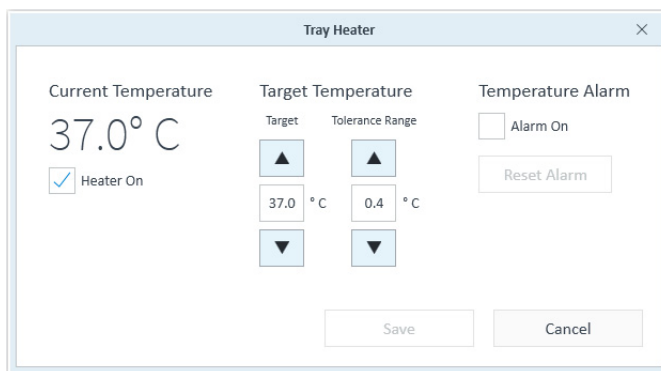 Tray Heater
Current Temperature
37.0° C
Heater On
Target Temperature
Target
Tolerance Range
37.0 ° C
0.4 ° C
Temperature Alarm
Alarm On
Reset Alarm
Save
Cancel